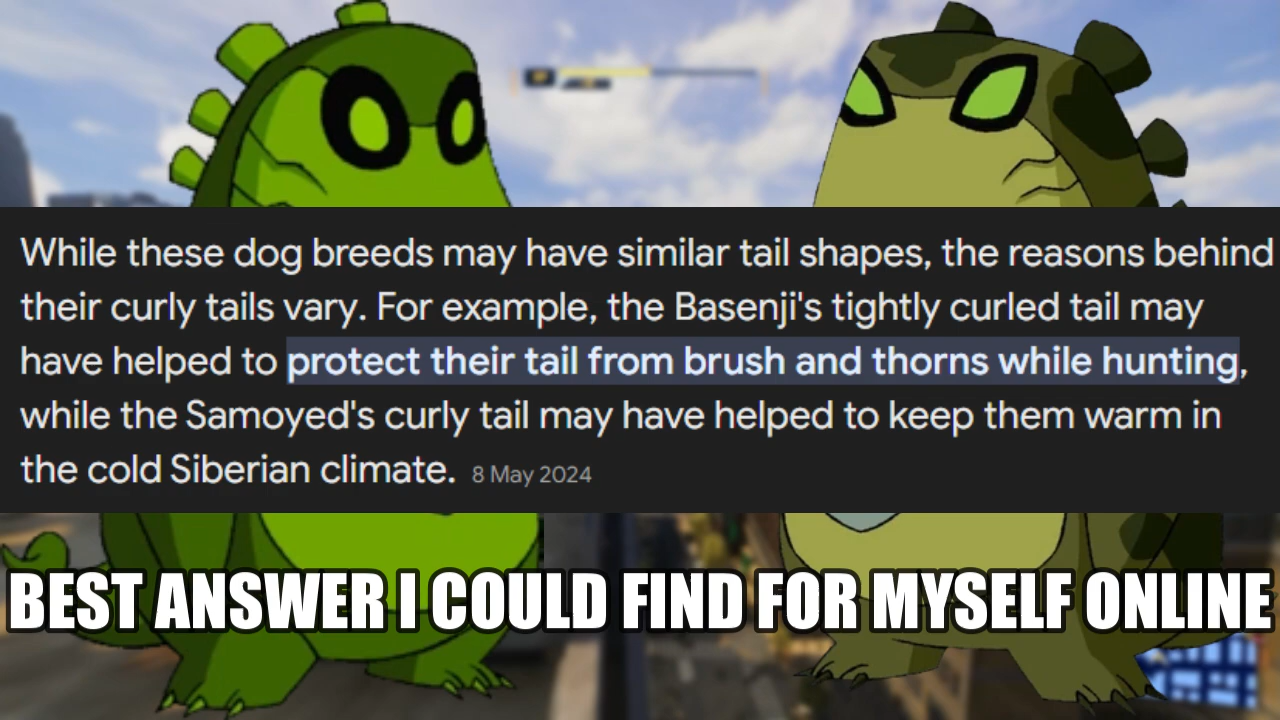 While these dog breeds may have similar tail shapes, the reasons behind
their curly tails vary. For example, the Basenji's tightly curled tail may
have helped to protect their tail from brush and thorns while hunting,
while the Samoyed's curly tail may have helped to keep them warm in
the cold Siberian climate. 8 May 2024
BEST ANSWER I COULD FIND FOR MYSELF ONLINE